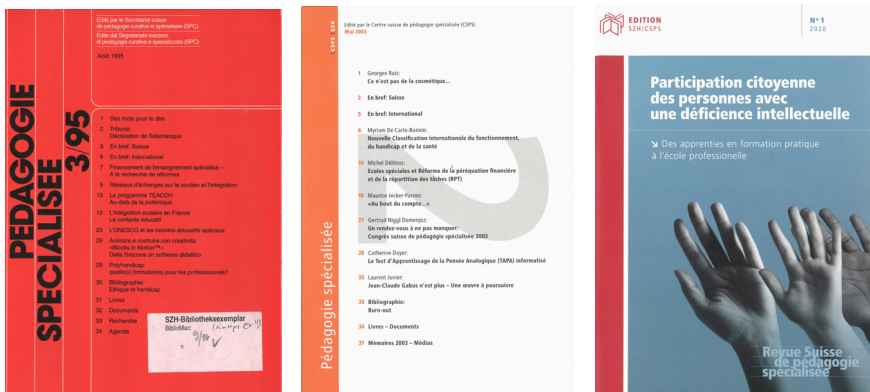 Edité par le Secrétariat suisse
de pédagogie curative et spécialisée (SPC)
Edito dal Segretariato svizzero
di pedagogia curativa e specializzata (SPC)
Août 1995
PEDAGOGIE
SPECIALISEE
3/95
1 Des mots pour le dire
2 Tribune:
Déclaration de Salamanque
3 En bref: Suisse
6 En bref: International
7 Financement de l'enseignement spécialisé –
A la recherche de réformes
9 Réseaux d'échanges sur le soutien et l'intégration
15 Le programme TEACCH
Au-delà de la polémique
19 L'intégration scolaire en France
Le contexte éducatif
23 L'UNESCO et les besoins éducatifs spéciaux
26 Animare e costruire con creatività:
«Blocks in Motion™»
Dalla Svizzera un software didattico
29 Polyhandicap:
quelle(s) formation(s) pour les professionnels?
30 Bibliographie:
Ethique et handicap
31 Livres
32 Documents
33 Recherche
34 Agenda
SZH-Bibliotheksexemplar
BiblioMac:
9/96
CSPS SZH
Edité par le Centre suisse de pédagogie spécialisée (CSPS)
Mai 2003
2
Pédagogie spécialisée
1 Georges Rais:
Ce n'est pas de la cosmétique...
2 En bref: Suisse
5 En bref: International
6 Myriam De Carlo-Bonvin:
Nouvelle Classification internationale du fonctionnement,
du handicap et de la santé
14 Michel Délitroz:
Ecoles spéciales et Réforme de la péréquation financière
et de la répartition des tâches (RPT)
Maurice Jecker-Parvex:
«Au bout du compte...»
27 Gertrud Niggl Domenjoz:
Un rendez-vous à ne pas manquer:
Congrès suisse de pédagogie spécialisée 2003
28 Catherine Dayer:
Le Test d'Apprentissage de la Pensée Analogique (TAPA) informatisé
33 Laurent Junier:
Jean-Claude Gabus n'est plus – Une œuvre à poursuivre
35 Bibliographie:
Burn-out
36 Livres – Documents
37 Mémoires 2003 – Médias
EDITION
SZH/CSPS
N° 1
2020
Participation citoyenne
des personnes avec
une déficience intellectuelle
↘ Des apprenties en formation pratique
à l'école professionelle
Revue Suisse
de pédagogie
spécialisée